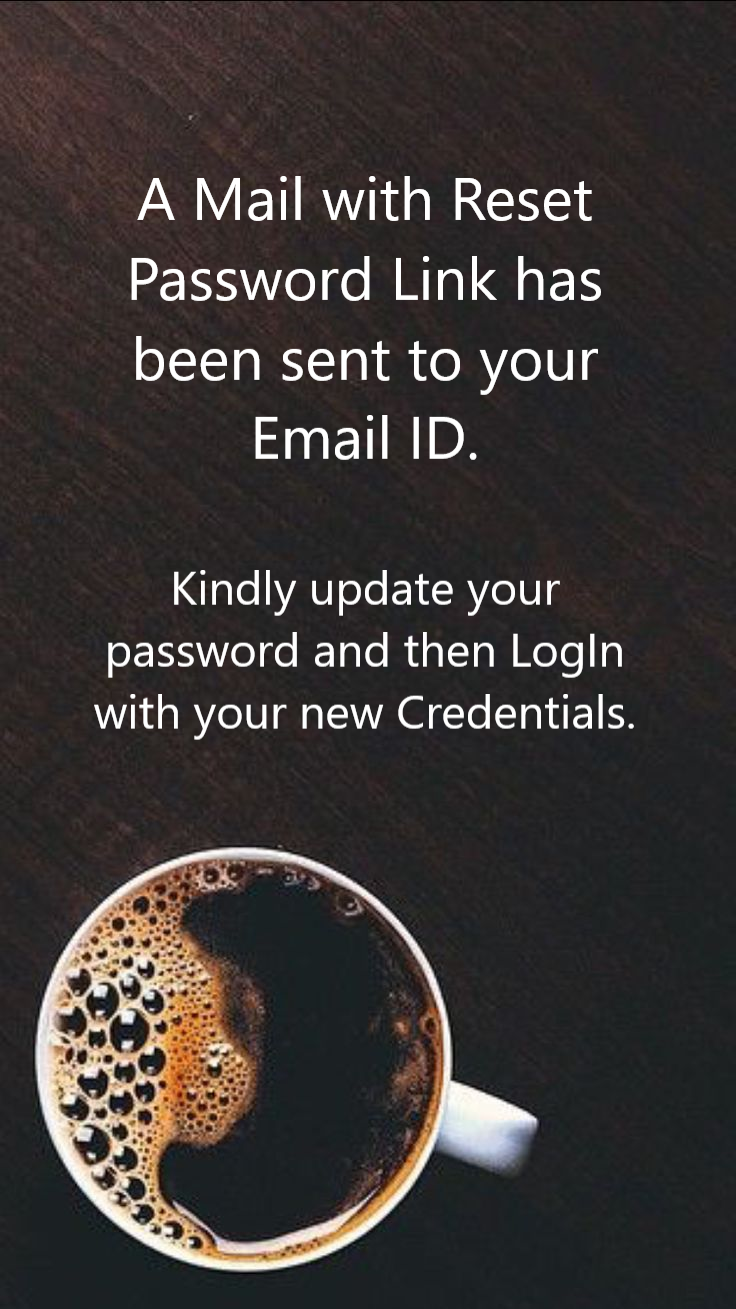 A Mail with Reset
Password Link has
been sent to your
Email ID.
Kindly update your
password and then LogIn
with your new Credentials.